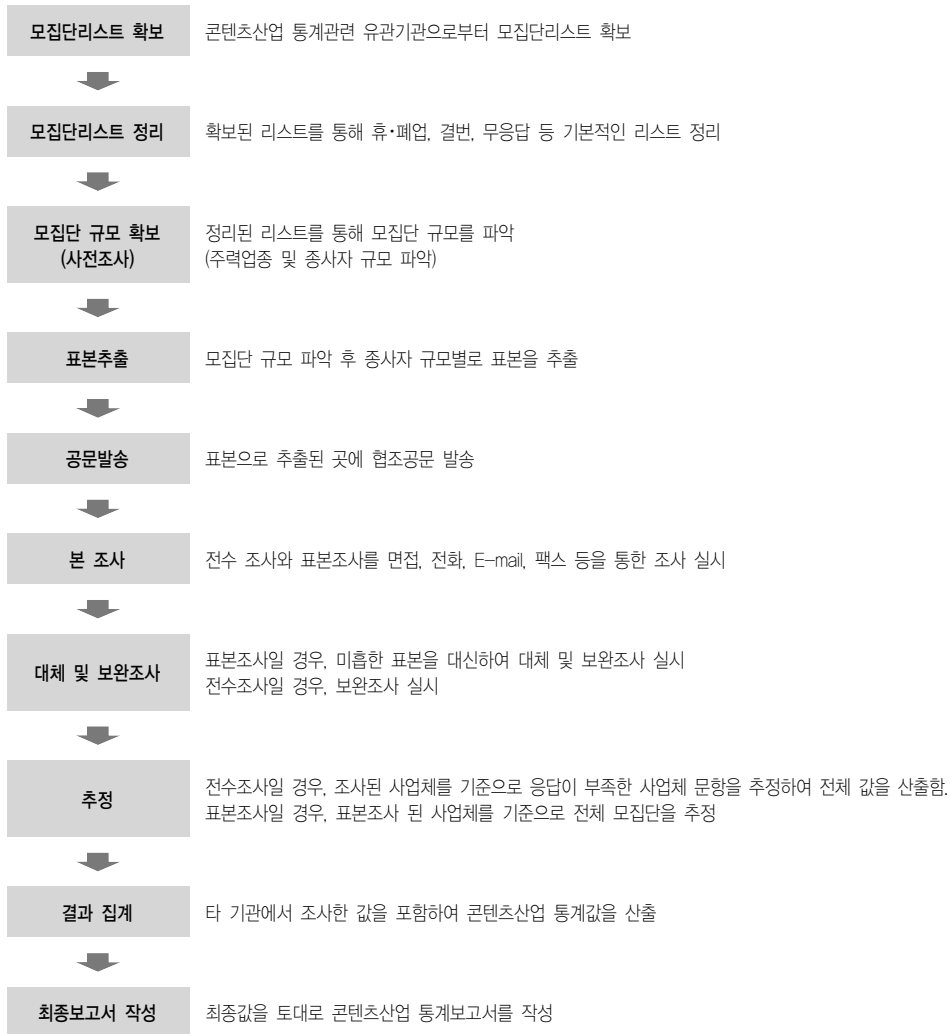 모집단리스트 확보
콘텐츠산업 통계관련 유관기관으로부터 모집단리스트 확보
모집단리스트 정리
확보된 리스트를 통해 휴·폐업, 결번, 무응답 등 기본적인 리스트 정리
모집단 규모 확보
(사전조사)
정리된 리스트를 통해 모집단 규모를 파악
(주력업종 및 종사자 규모 파악)
표본추출
모집단 규모 파악 후 종사자 규모별로 표본을 추출
공문발송
표본으로 추출된 곳에 협조공문 발송
본 조사
전수 조사와 표본조사를 면접, 전화, E-mail, 팩스 등을 통한 조사 실시
대체 및 보완조사
표본조사일 경우, 미흡한 표본을 대신하여 대체 및 보완조사 실시
전수조사일 경우, 보완조사 실시
추정
전수조사일 경우, 조사된 사업체를 기준으로 응답이 부족한 사업체 문항을 추정하여 전체 값을 산출함.
표본조사일 경우, 표본조사 된 사업체를 기준으로 전체 모집단을 추정
결과 집계
타 기관에서 조사한 값을 포함하여 콘텐츠산업 통계값을 산출
최종보고서 작성
최종값을 토대로 콘텐츠산업 통계보고서를 작성